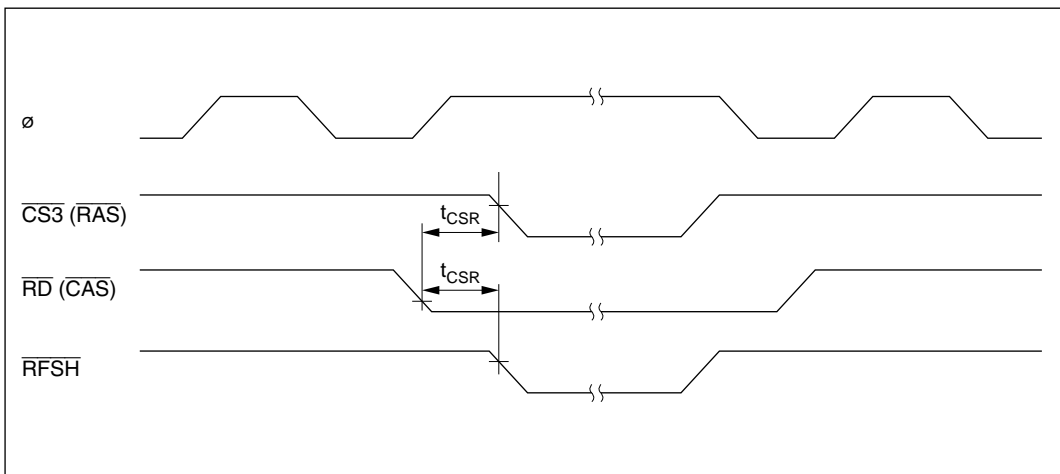 ø
CS3 (RAS)
tCSR
RD (CAS)
tCSR
RFSH